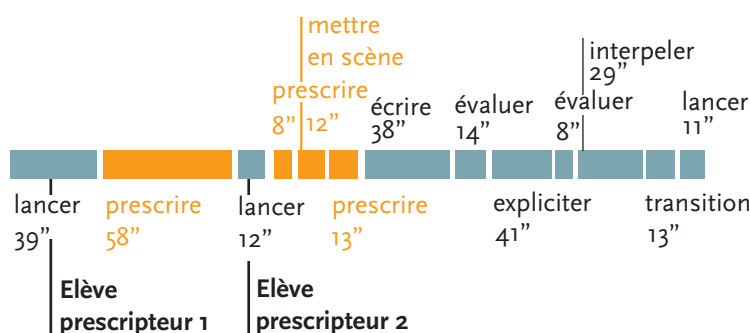 mettre
en scène
interpeler
29”
prescrire
8” 12”
écrire
38”
évaluer
14”
évaluer
8”
lancer
11”
lancer
39”
prescrire
58”
lancer
12”
prescrire
13”
expliciter
41”
transition
13”
Elève
prescripteur 1
Elève
prescripteur 2